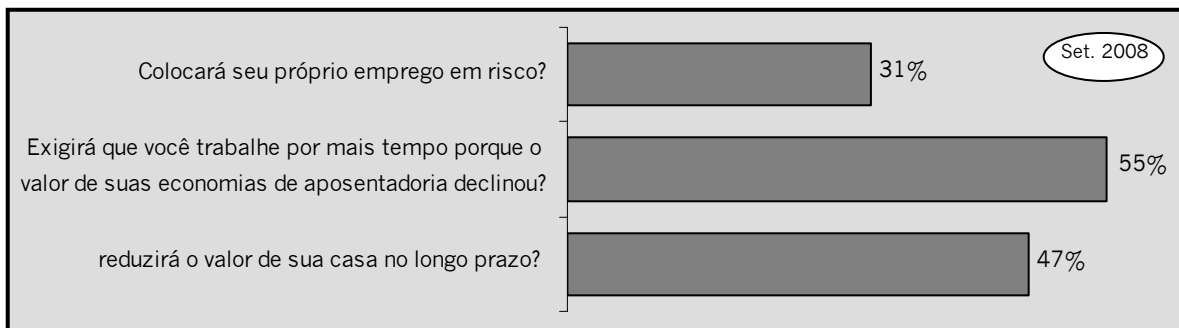 Set. 2008
Colocará seu próprio emprego em risco?
31%
Exigirá que você trabalhe por mais tempo porque o
valor de suas economias de aposentadoria declinou?
55%
reduzirá o valor de sua casa no longo prazo?
47%